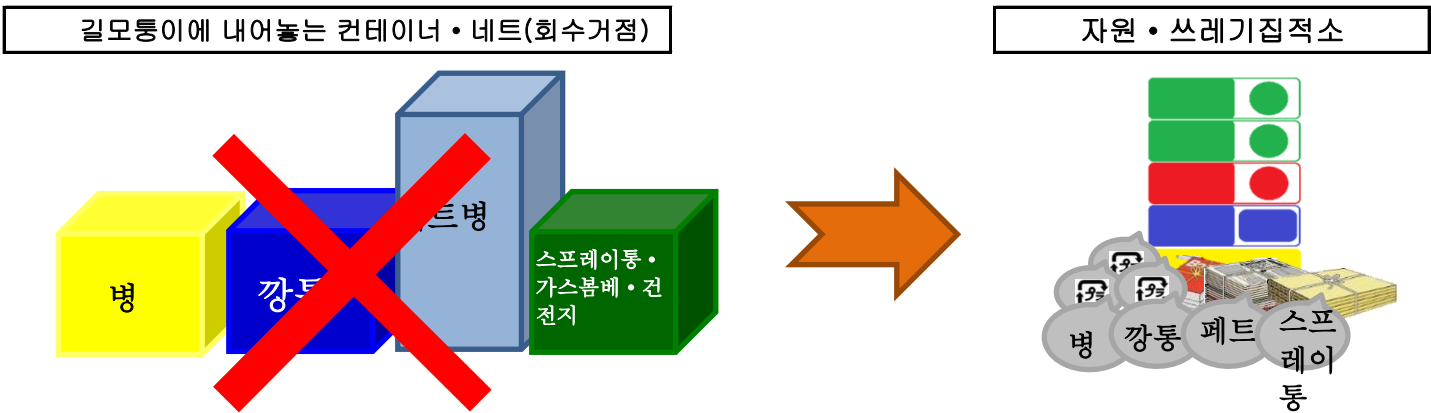 길모퉁이에 내어놓는 컨테이너・네트(회수거점)
자원・쓰레기집적소
병
스프레이통・
가스봄베・건
전지
병
깡통
페트
스프
레이
통